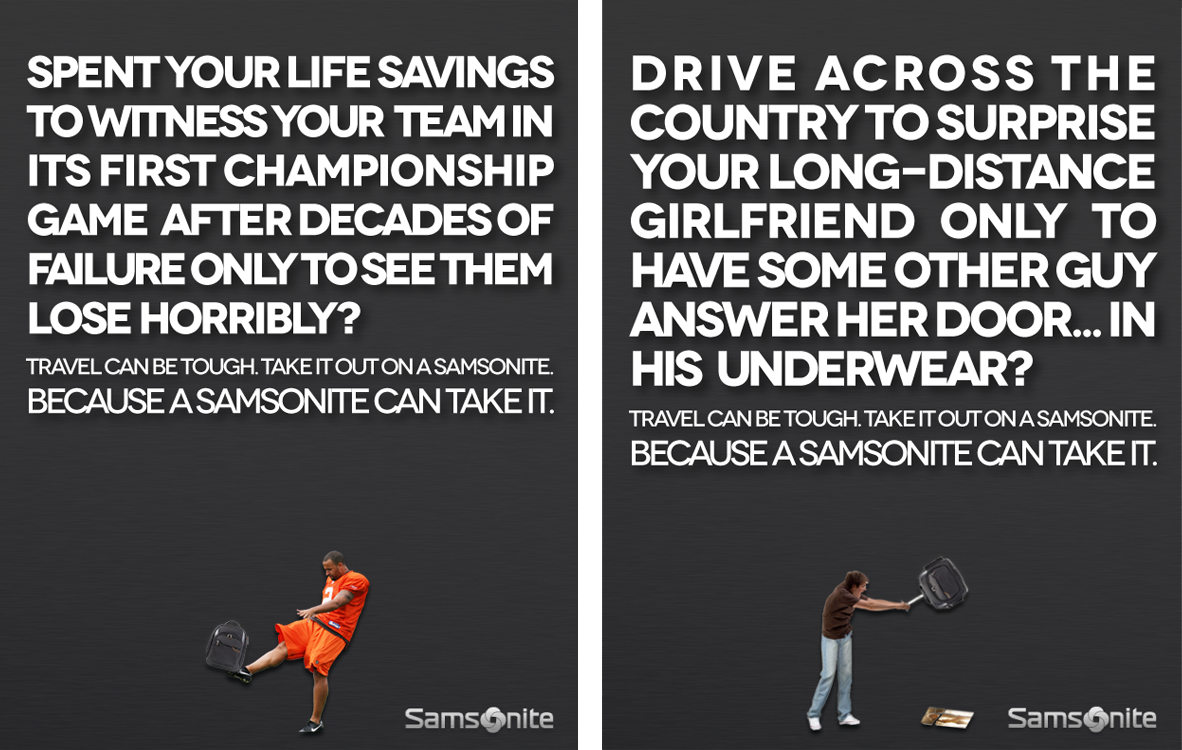 SPENT YOUR LIFE SAVINGS
TO WITNESS YOUR TEAM IN
ITS FIRST CHAMPIONSHIP
GAME AFTER DECADES OF
FAILURE ONLY TO SEE THEM
LOSE HORRIBLY?
TRAVEL CAN BE TOUGH. TAKE IT OUT ON A SAMSONITE.
BECAUSE A SAMSONITE CAN TAKE IT.
Samsonite
DRIVE ACROSS THE
COUNTRY TO SURPRISE
YOUR LONG-DISTANCE
GIRLFRIEND ONLY TO
HAVE SOME OTHER GUY
ANSWER HER DOOR... IN
HIS UNDERWEAR?
TRAVEL CAN BE TOUGH. TAKE IT OUT ON A SAMSONITE.
BECAUSE A SAMSONITE CAN TAKE IT.
Samsonite